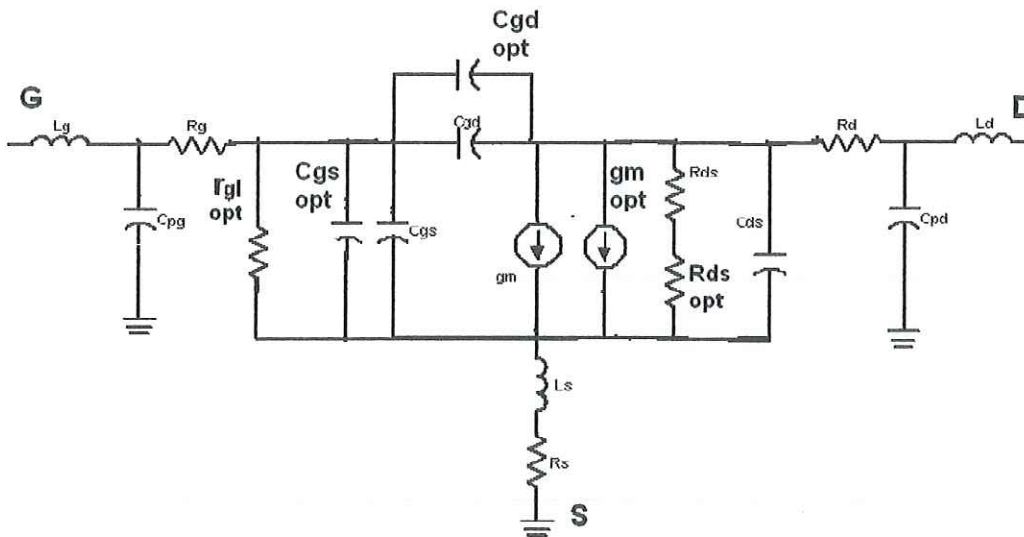 Cgd
opt
G
Lg
Rg
Cgd
Rd
Ld
D
rgl
opt
Cgs
opt
gm
opt
Rds
Cpg
Cgs
Cds
Cpd
gm
Rds
opt
Ls
Rs
S